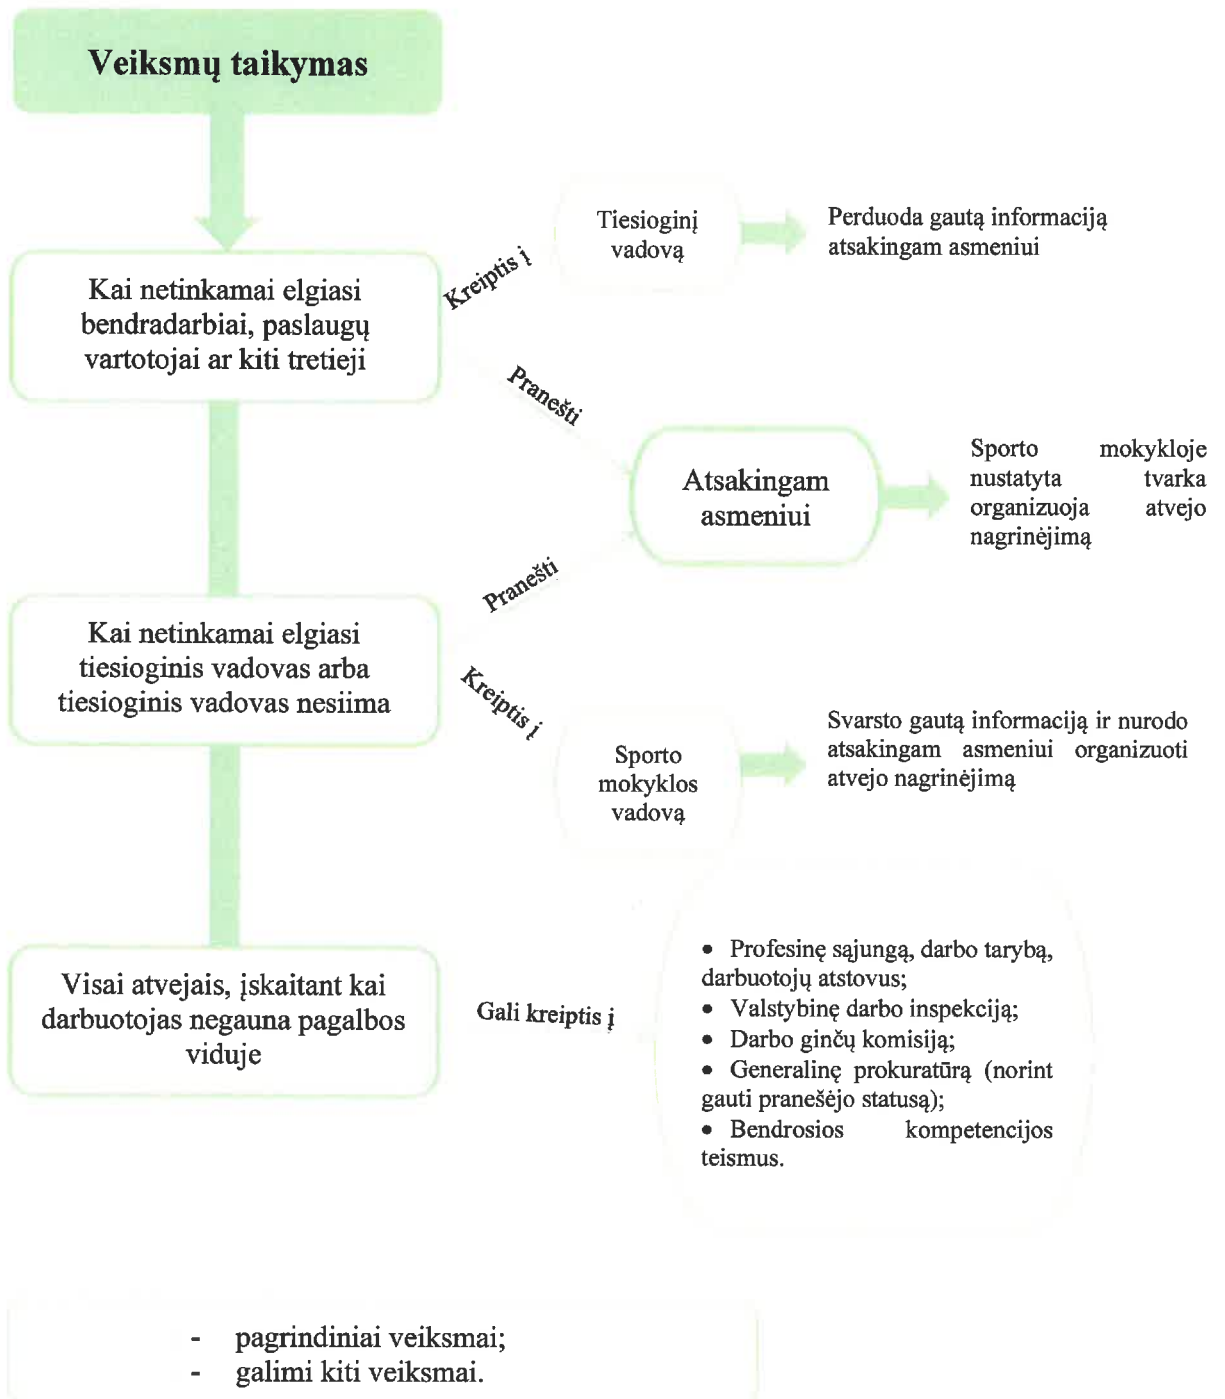 Veiksmų taikymas
Tiesioginį
vadovą
Perduoda gautą informaciją
atsakingam asmeniui
Kreiptis į
Kai netinkamai elgiasi
bendradarbiai, paslaugų
vartotojai ar kiti tretieji
Pranešti
Atsakingam
asmeniui
Sporto mokykloje
nustatyta tvarka
organizuoja atvejo
nagrinėjimą
Pranešti
Kai netinkamai elgiasi
tiesioginis vadovas arba
tiesioginis vadovas nesiima
Kreiptis į
Sporto
mokyklos
vadovą
Svarsto gautą informaciją ir nurodo
atsakingam asmeniui organizuoti
atvejo nagrinėjimą
Visai atvejais, įskaitant kai
darbuotojas negauna pagalbos
viduje
Gali kreiptis į
• Profesinę sąjungą, darbo tarybą,
darbuotojų atstovus;
• Valstybinę darbo inspekciją;
• Darbo ginčų komisiją;
• Generalinę prokuratūrą (norint
gauti pranešėjo statusą);
• Bendrosios kompetencijos
teismus.
- pagrindiniai veiksmai;
- galimi kiti veiksmai.